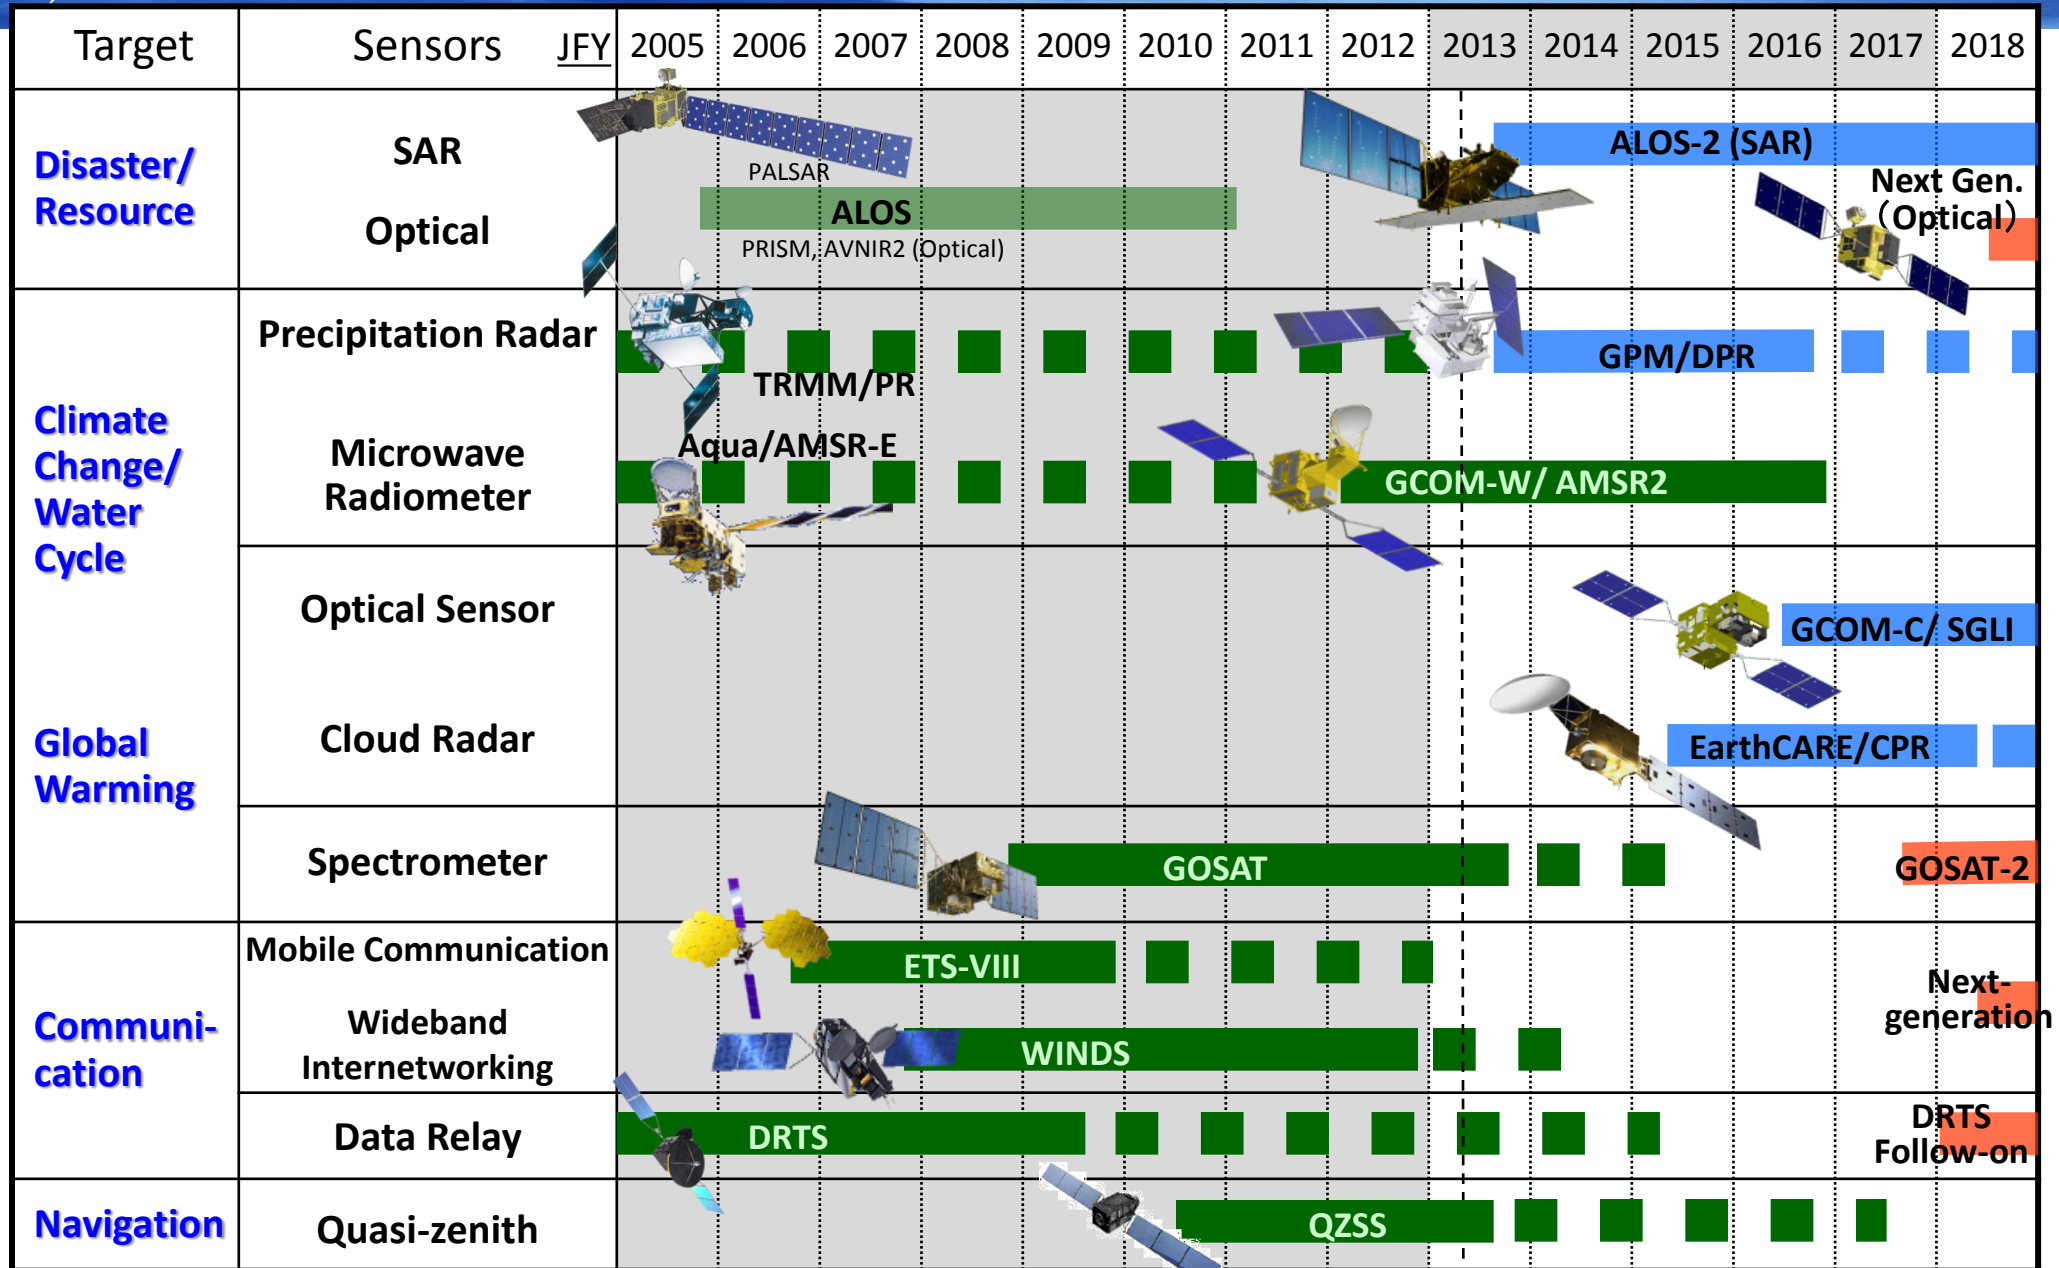 Target Sensors JFY 2005 2006 2007 2008 2009 2010 2011 2012 2013 2014 2015 2016 2017 2018
Disaster/
Resource
SAR
Optical
PALSAR
ALOS
PRISM, AVNIR2 (Optical)
ALOS-2 (SAR)
Next Gen.
（Optical）
Climate
Change/
Water
Cycle
Precipitation Radar
TRMM/PR
GPM/DPR
Microwave
Radiometer
Aqua/AMSR-E
GCOM-W/ AMSR2
Optical Sensor
GCOM-C/ SGLI
Global
Warming
Cloud Radar
EarthCARE/CPR
Spectrometer
GOSAT
GOSAT-2
Communi-
cation
Mobile Communication
ETS-VIII
Next-
generation
Wideband
Internetworking
WINDS
Data Relay
DRTS
DRTS
Follow-on
Navigation
Quasi-zenith
QZSS